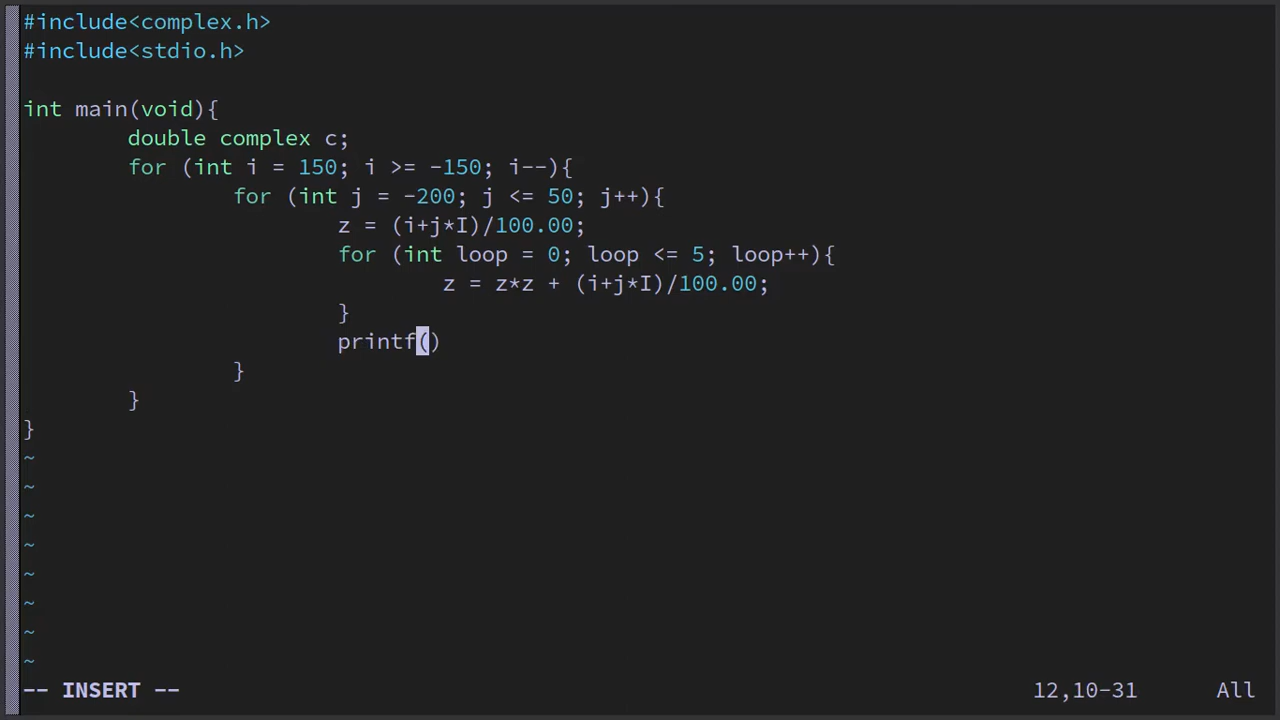 #include<complex.h>
#include<stdio.h>
int main(void){
double complex c;
for (int i = 150; i >= -150; i--){
for (int j = -200; j <= 50; j++){
z = (i+j*I)/100.00;
for (int loop = 0; loop <= 5; loop++){
z = z*z + (i+j*I)/100.00;
}
printf()
}
}
}
~
~
~
~
~
~
~
~
-- INSERT -- 12,10-31 All